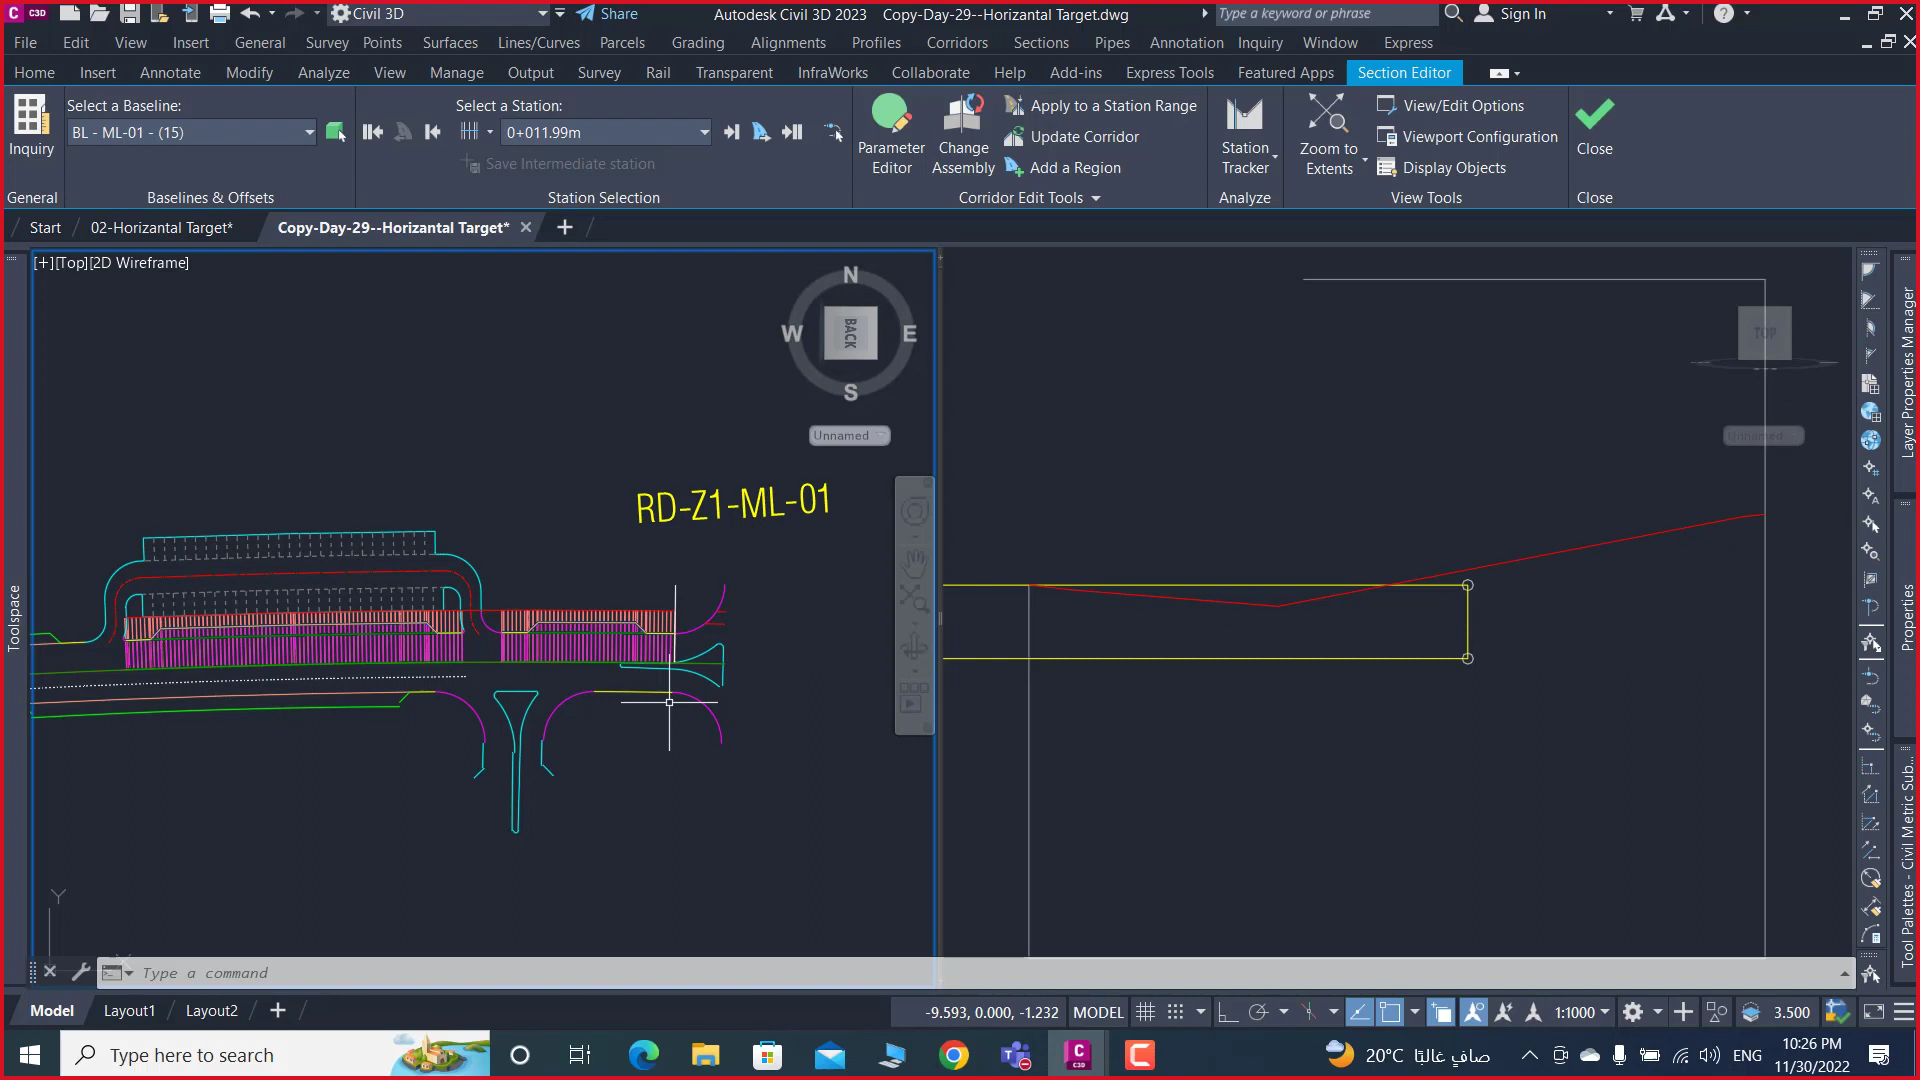 C3D Civil 3D Share Autodesk Civil 3D 2023 Copy-Day-29--Horizantal Target.dwg Type a keyword or phrase Sign In
File Edit View Insert General Survey Points Surfaces Lines/Curves Parcels Grading Alignments Profiles Corridors Sections Pipes Annotation Inquiry Window Express
Home Insert Annotate Modify Analyze View Manage Output Survey Rail Transparent InfraWorks Collaborate Help Add-ins Express Tools Featured Apps Section Editor
Select a Baseline: Select a Station: Apply to a Station Range View/Edit Options
BL - ML-01 - (15) 0+011.99m Update Corridor Viewport Configuration
Inquiry Parameter Editor Change Assembly Station Tracker Zoom to Extents Close
Save Intermediate station Add a Region Display Objects
General Baselines & Offsets Station Selection Corridor Edit Tools Analyze View Tools Close
Start 02-Horizantal Target* Copy-Day-29--Horizantal Target*
[+][Top][2D Wireframe]
N
W BACK E
S
Unnamed
TOP
Unnamed
RD-Z1-ML-01
Toolspace
Layer Properties Manager
Properties
Tool Palettes - Civil Metric Sub...
Y
Type a command
Model Layout1 Layout2 -9.593, 0.000, -1.232 MODEL 1:1000 3.500
Type here to search 20°C صافٍ غالبًا ENG 10:26 PM
11/30/2022